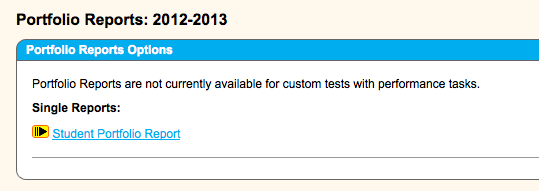 Portfolio Reports: 2012-2013
Portfolio Reports Options
Portfolio Reports are not currently available for custom tests with performance tasks.
Single Reports:
Student Portfolio Report